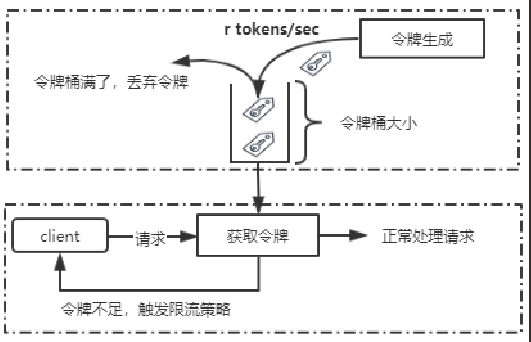 r tokens/sec
令牌生成
令牌桶满了，丢弃令牌
令牌桶大小
client
请求
获取令牌
正常处理请求
令牌不足，触发限流策略